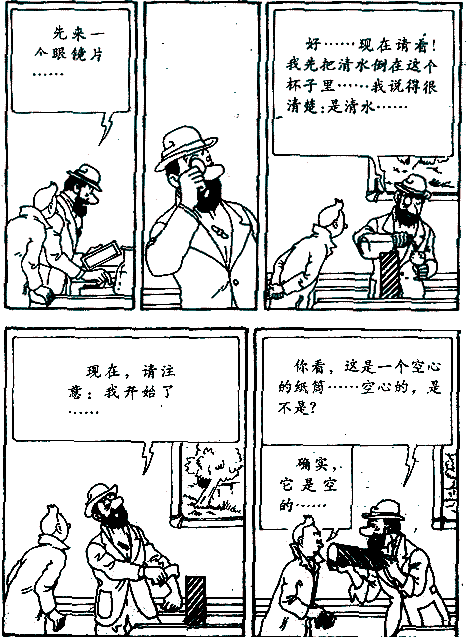 先来一
个眼镜片
……
好……现在请看!
我先把清水倒在这个
杯子里……我说得很
清楚:是清水……
现在,请注
意:我开始了
……
你看,这是一个空心
的纸筒……空心的,是
不是?
确实,
它是空
的……